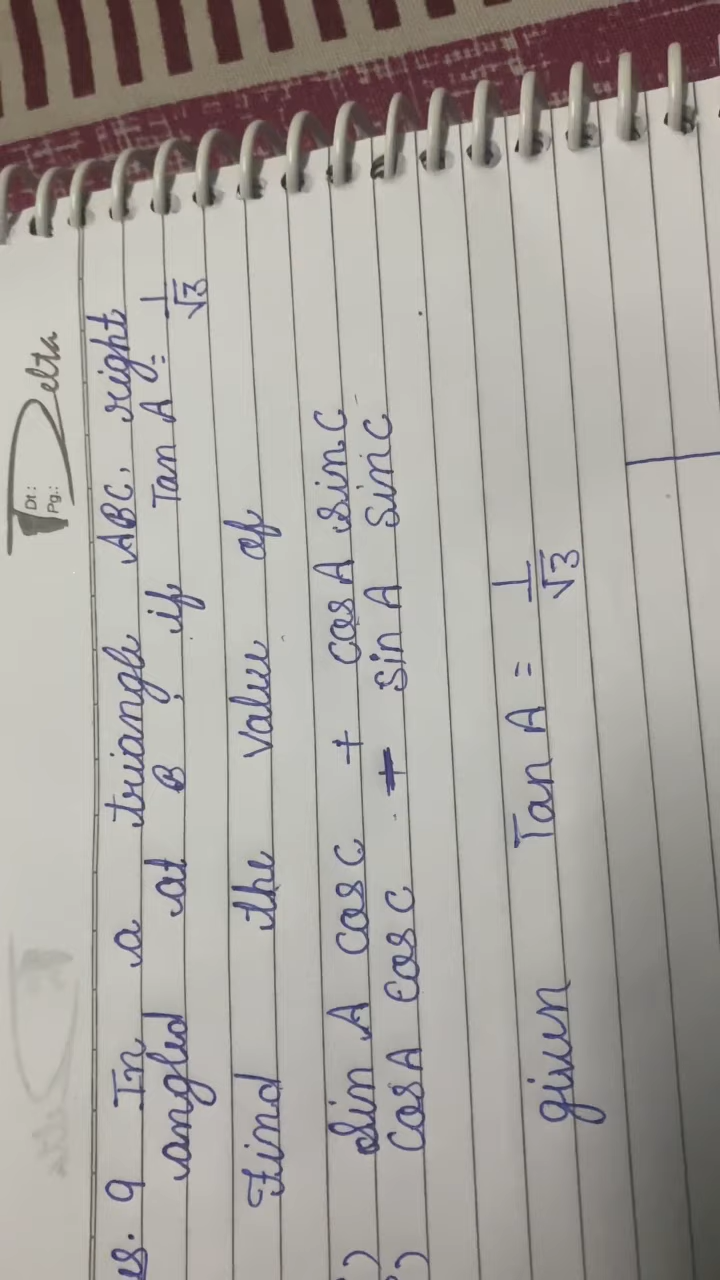 Delta
Dt.:
Pg.:
us. 9 In a triangle ABC, right
angled at B, if Tan A = 1/√3
Find the value of
) Sin A cos C + cos A sin C
) cos A cos C + sin A sin C
given Tan A = 1/√3